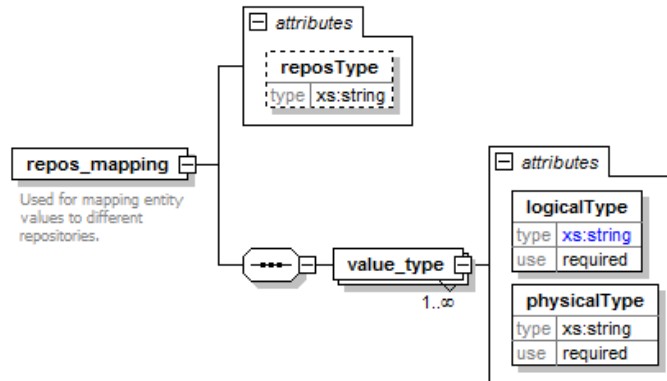 attributes
reposType
type xs:string
repos_mapping
Used for mapping entity
values to different
repositories.
value_type
1..∞
attributes
logicalType
type xs:string
use required
physicalType
type xs:string
use required